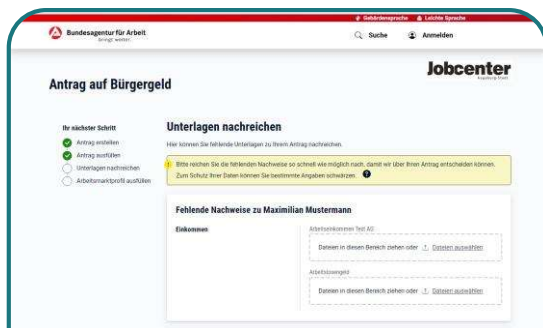 Gebärdensprache Leichte Sprache
Bundesagentur für Arbeit
bringt weiter.
Suche Anmelden
Jobcenter
Antrag auf Bürgergeld
Ihr nächster Schritt
Antrag erstellen
Antrag ausfüllen
Unterlagen nachreichen
Arbeitsmarktprofil ausfüllen
Unterlagen nachreichen
Hier können Sie fehlende Unterlagen zu Ihrem Antrag nachreichen.
Bitte reichen Sie die fehlenden Nachweise so schnell wie möglich nach, damit wir über Ihren Antrag entscheiden können.
Zum Schutz Ihrer Daten können Sie bestimmte Angaben schwärzen.
Fehlende Nachweise zu Maximilian Mustermann
Einkommen
Arbeitseinkommen Test AG
Dateien in diesen Bereich ziehen oder Dateien auswählen
Arbeitslosengeld
Dateien in diesen Bereich ziehen oder Dateien auswählen